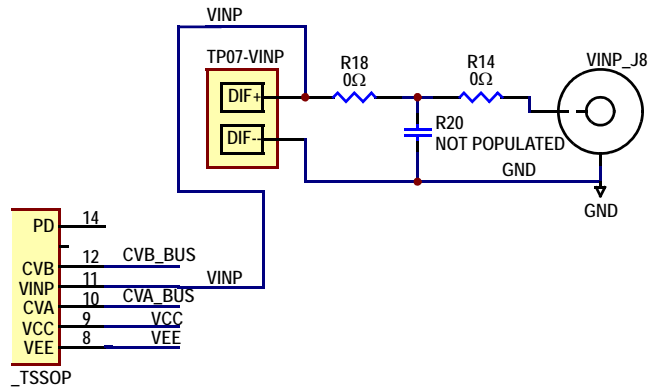 VINP
TP07-VINP
DIF+
DIF-
R18
0Ω
R14
0Ω
VINP_J8
R20
NOT POPULATED
GND
GND
PD 14
CVB 12 CVB_BUS
VINP 11 VINP
CVA 10 CVA_BUS
VCC 9 VCC
VEE 8 VEE
_TSSOP